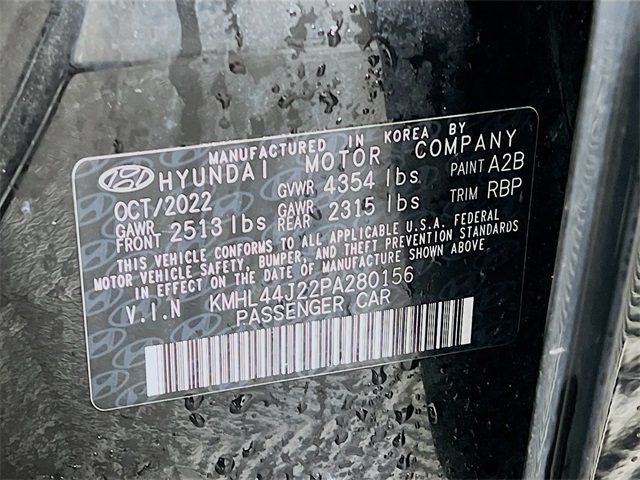 MANUFACTURED IN KOREA BY
HYUNDAI MOTOR COMPANY
OCT/2022 GVWR 4354 lbs PAINT A2B
GAWR FRONT 2513 lbs GAWR REAR 2315 lbs TRIM RBP
THIS VEHICLE CONFORMS TO ALL APPLICABLE U.S.A. FEDERAL
MOTOR VEHICLE SAFETY, BUMPER, AND THEFT PREVENTION STANDARDS
IN EFFECT ON THE DATE OF MANUFACTURE SHOWN ABOVE.
V.I.N KMHL44J22PA280156
PASSENGER CAR